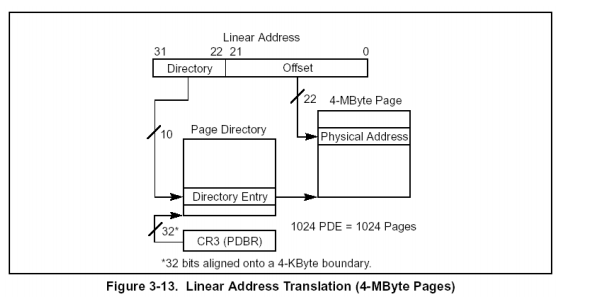 Linear Address
31 22 21 0
Directory Offset
22 4-MByte Page
10 Page Directory Physical Address
Directory Entry
32* 1024 PDE = 1024 Pages
CR3 (PDBR)
*32 bits aligned onto a 4-KByte boundary.
Figure 3-13. Linear Address Translation (4-MByte Pages)